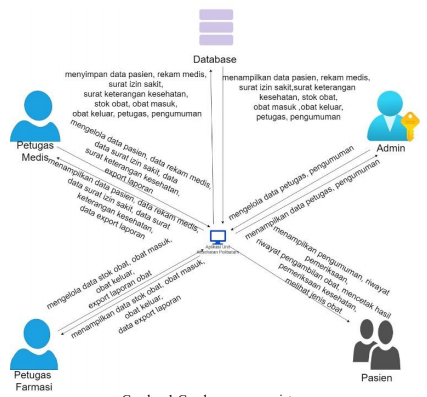 Database
menyimpan data pasien, rekam medis,
surat izin sakit,
surat keterangan kesehatan,
stok obat, obat masuk,
obat keluar, petugas, pengumuman
menampilkan data pasien, rekam medis,
surat izin sakit,surat keterangan
kesehatan, stok obat,
obat masuk ,obat keluar,
petugas, pengumuman
Petugas
Medis
Admin
mengelola data pasien, data rekam medis,
data surat izin sakit, data
surat keterangan kesehatan,
export laporan
menampilkan data pasien, data rekam medis,
data surat izin sakit, data surat
keterangan kesehatan,
data export laporan
mengelola data petugas, pengumuman
menampilkan data petugas, pengumuman
Aplikasi Unit
Kesehatan Polibatam
mengelola data stok obat, obat masuk,
obat keluar,
export laporan obat
menampilkan data stok obat, obat masuk,
obat keluar,
data export laporan
menampilkan pengumuman, riwayat
pemeriksaan,
riwayat pengambilan obat, mencetak hasil
pemeriksaan kesehatan,
melihat jenis obat
Petugas
Farmasi
Pasien